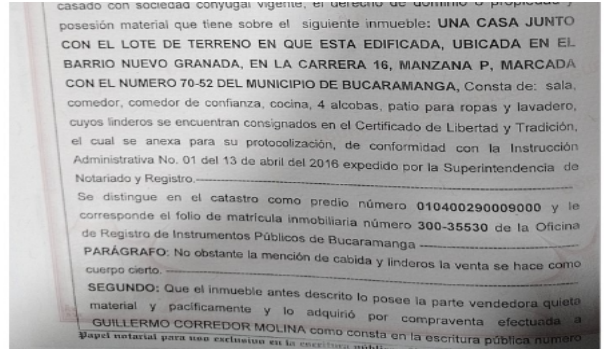 casado con sociedad conyugal vigente, el derecho de dominio o propiedad y
posesión material que tiene sobre el siguiente inmueble: UNA CASA JUNTO
CON EL LOTE DE TERRENO EN QUE ESTA EDIFICADA, UBICADA EN EL
BARRIO NUEVO GRANADA, EN LA CARRERA 16, MANZANA P, MARCADA
CON EL NUMERO 70-52 DEL MUNICIPIO DE BUCARAMANGA, Consta de: sala,
comedor, comedor de confianza, cocina, 4 alcobas, patio para ropas y lavadero,
cuyos linderos se encuentran consignados en el Certificado de Libertad y Tradición,
el cual se anexa para su protocolización, de conformidad con la Instrucción
Administrativa No. 01 del 13 de abril del 2016 expedido por la Superintendencia de
Notariado y Registro.
Se distingue en el catastro como predio número 010400290009000 y le
corresponde el folio de matrícula inmobiliaria número 300-35530 de la Oficina
de Registro de Instrumentos Públicos de Bucaramanga
PARÁGRAFO: No obstante la mención de cabida y linderos la venta se hace como
cuerpo cierto.
SEGUNDO: Que el inmueble antes descrito lo posee la parte vendedora quieta
material y pacíficamente y lo adquirió por compraventa efectuada a
GUILLERMO CORREDOR MOLINA como consta en la escritura pública número
Papel notarial para uso exclusivo en la escritura